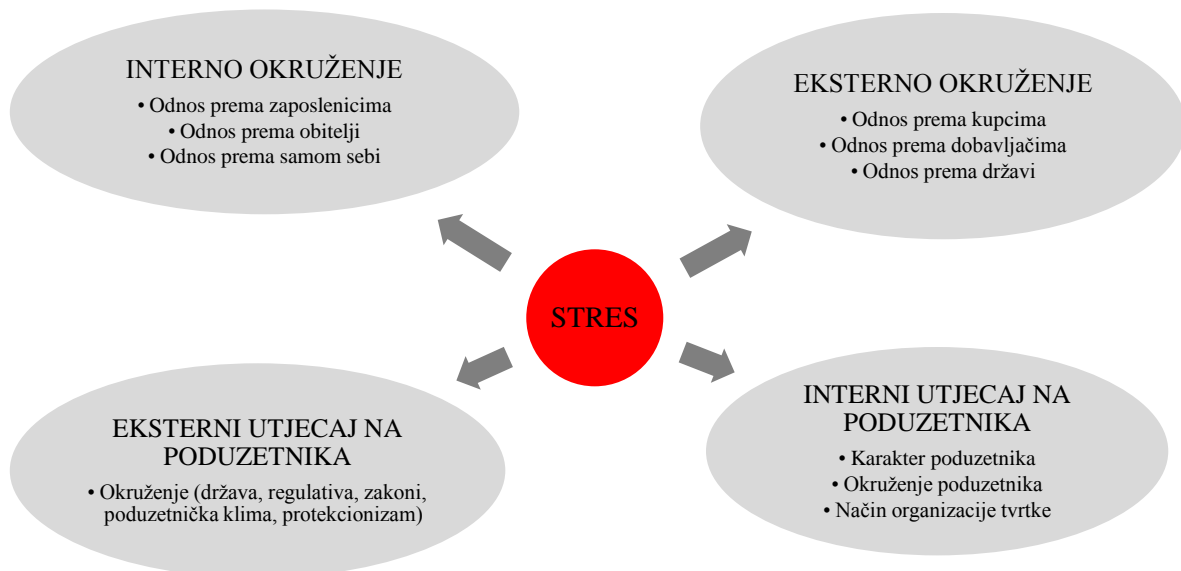 INTERNO OKRUŽENJE
• Odnos prema zaposlenicima
• Odnos prema obitelji
• Odnos prema samom sebi
EKSTERNO OKRUŽENJE
• Odnos prema kupcima
• Odnos prema dobavljačima
• Odnos prema državi
STRES
EKSTERNI UTJECAJ NA
PODUZETNIKA
• Okruženje (država, regulativa, zakoni,
poduzetnička klima, protekcionizam)
INTERNI UTJECAJ NA
PODUZETNIKA
• Karakter poduzetnika
• Okruženje poduzetnika
• Način organizacije tvrtke